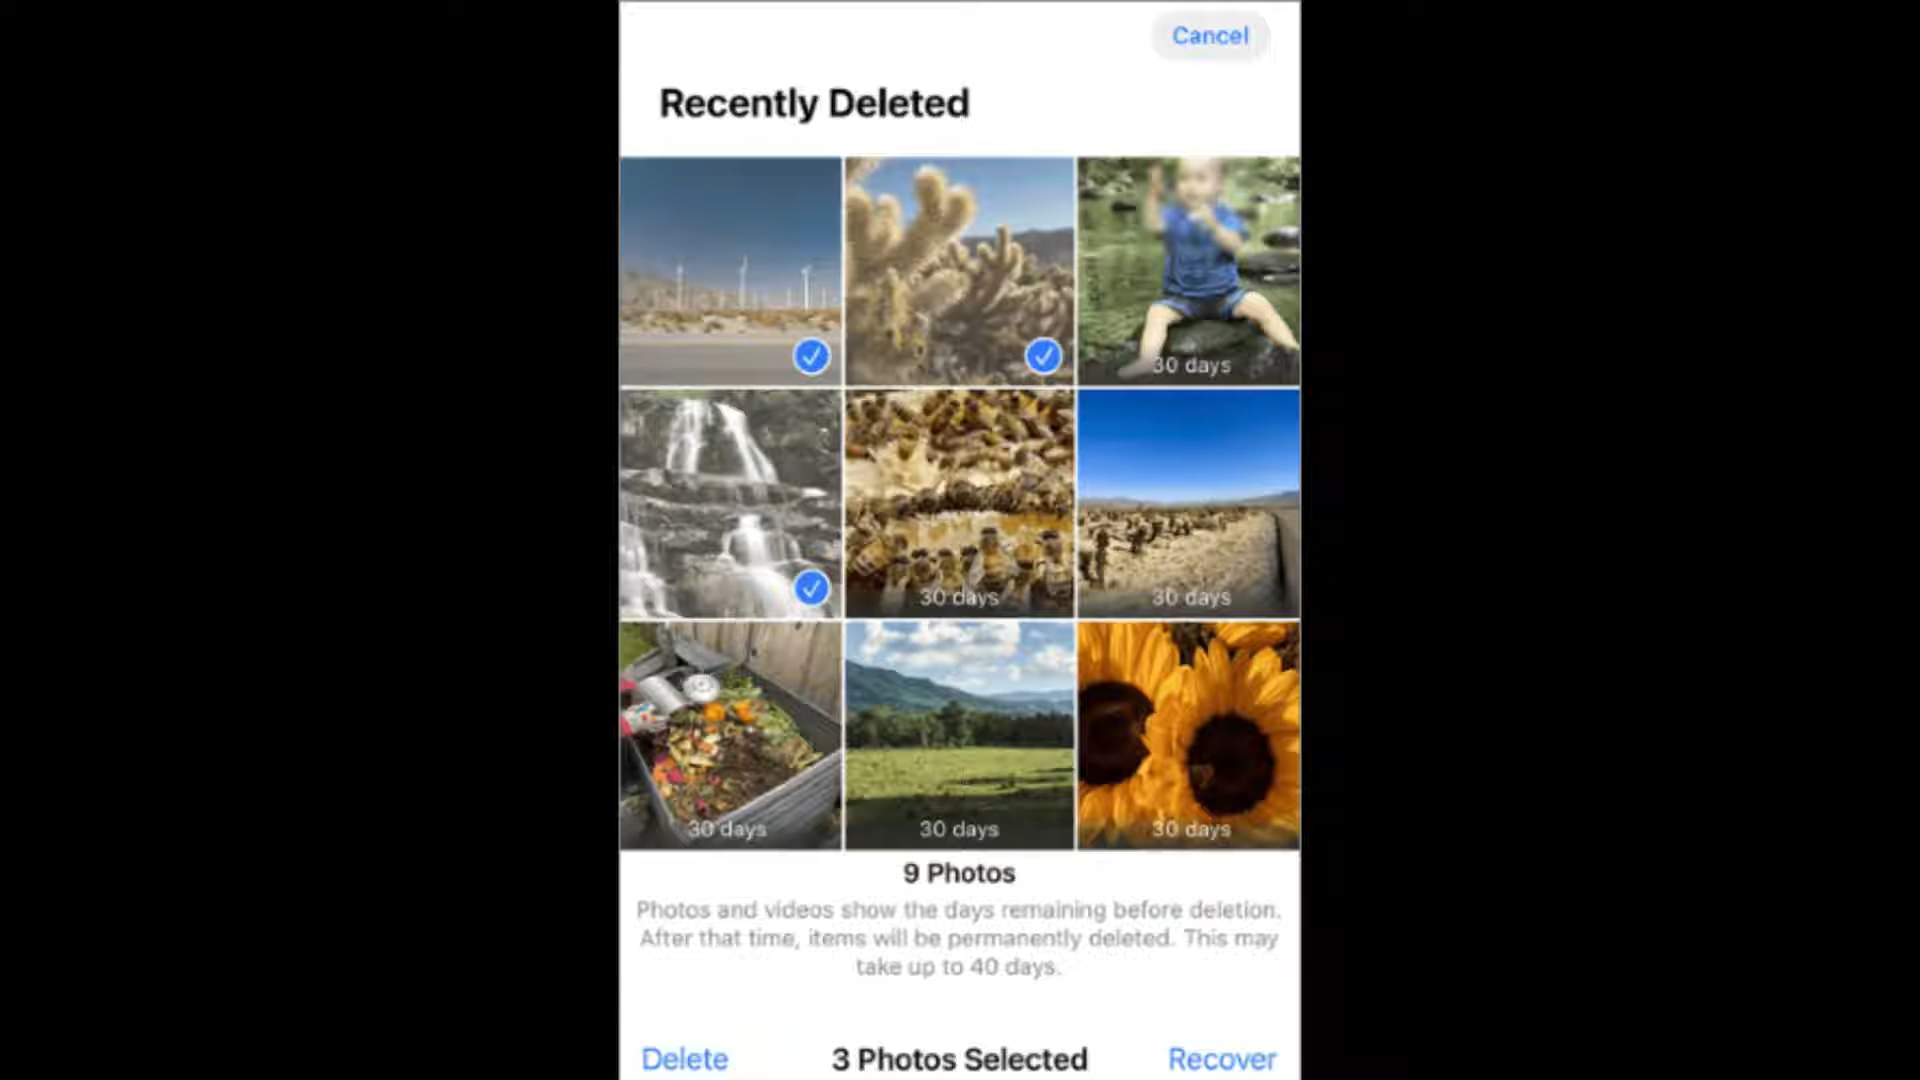 Cancel
Recently Deleted
30 days
30 days
30 days
30 days
30 days
30 days
9 Photos
Photos and videos show the days remaining before deletion.
After that time, items will be permanently deleted. This may
take up to 40 days.
Delete
3 Photos Selected
Recover